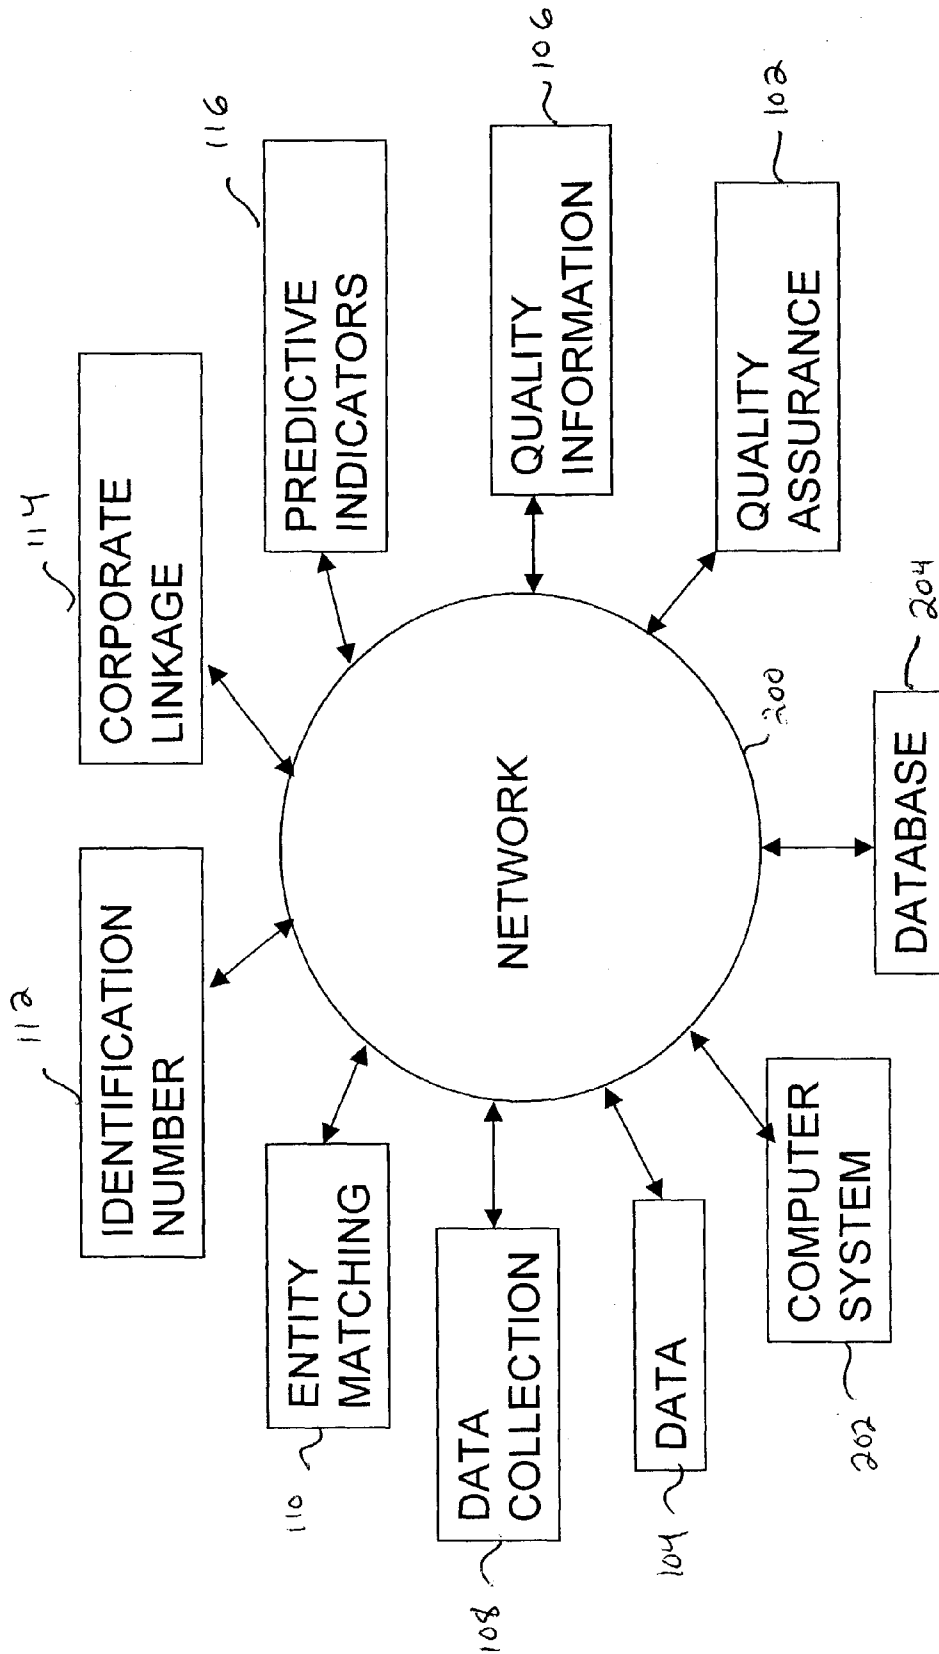 112
IDENTIFICATION
NUMBER
114
CORPORATE
LINKAGE
116
PREDICTIVE
INDICATORS
110
ENTITY
MATCHING
106
QUALITY
INFORMATION
108
DATA
COLLECTION
NETWORK
200
102
QUALITY
ASSURANCE
104
DATA
202
COMPUTER
SYSTEM
204
DATABASE